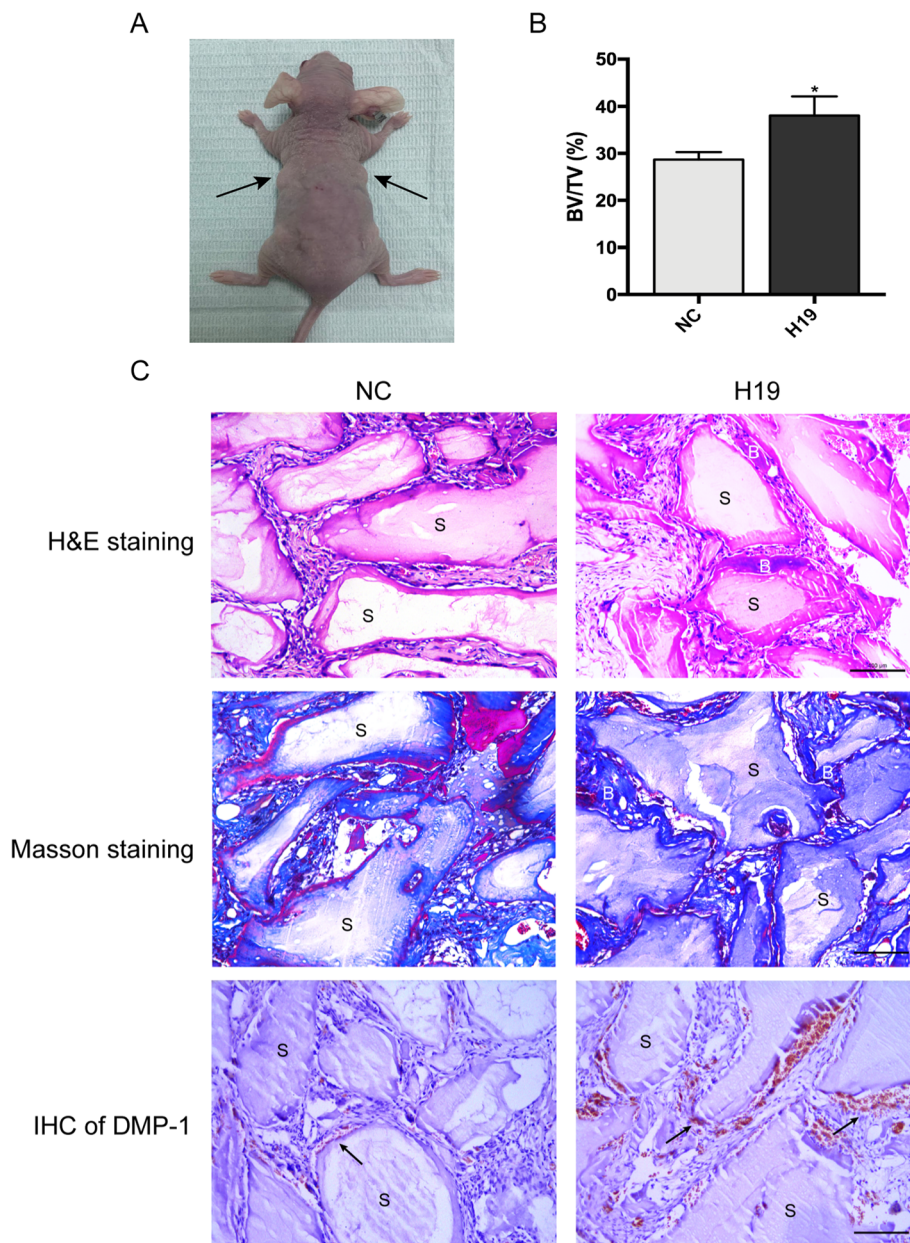 A
B
50
40
30
20
10
0
BV/TV (%)
*
NC
H19
C
NC
H19
H&E staining
S
S
B
S
B
S
Masson staining
S
S
S
B
B
S
IHC of DMP-1
S
S
S
S